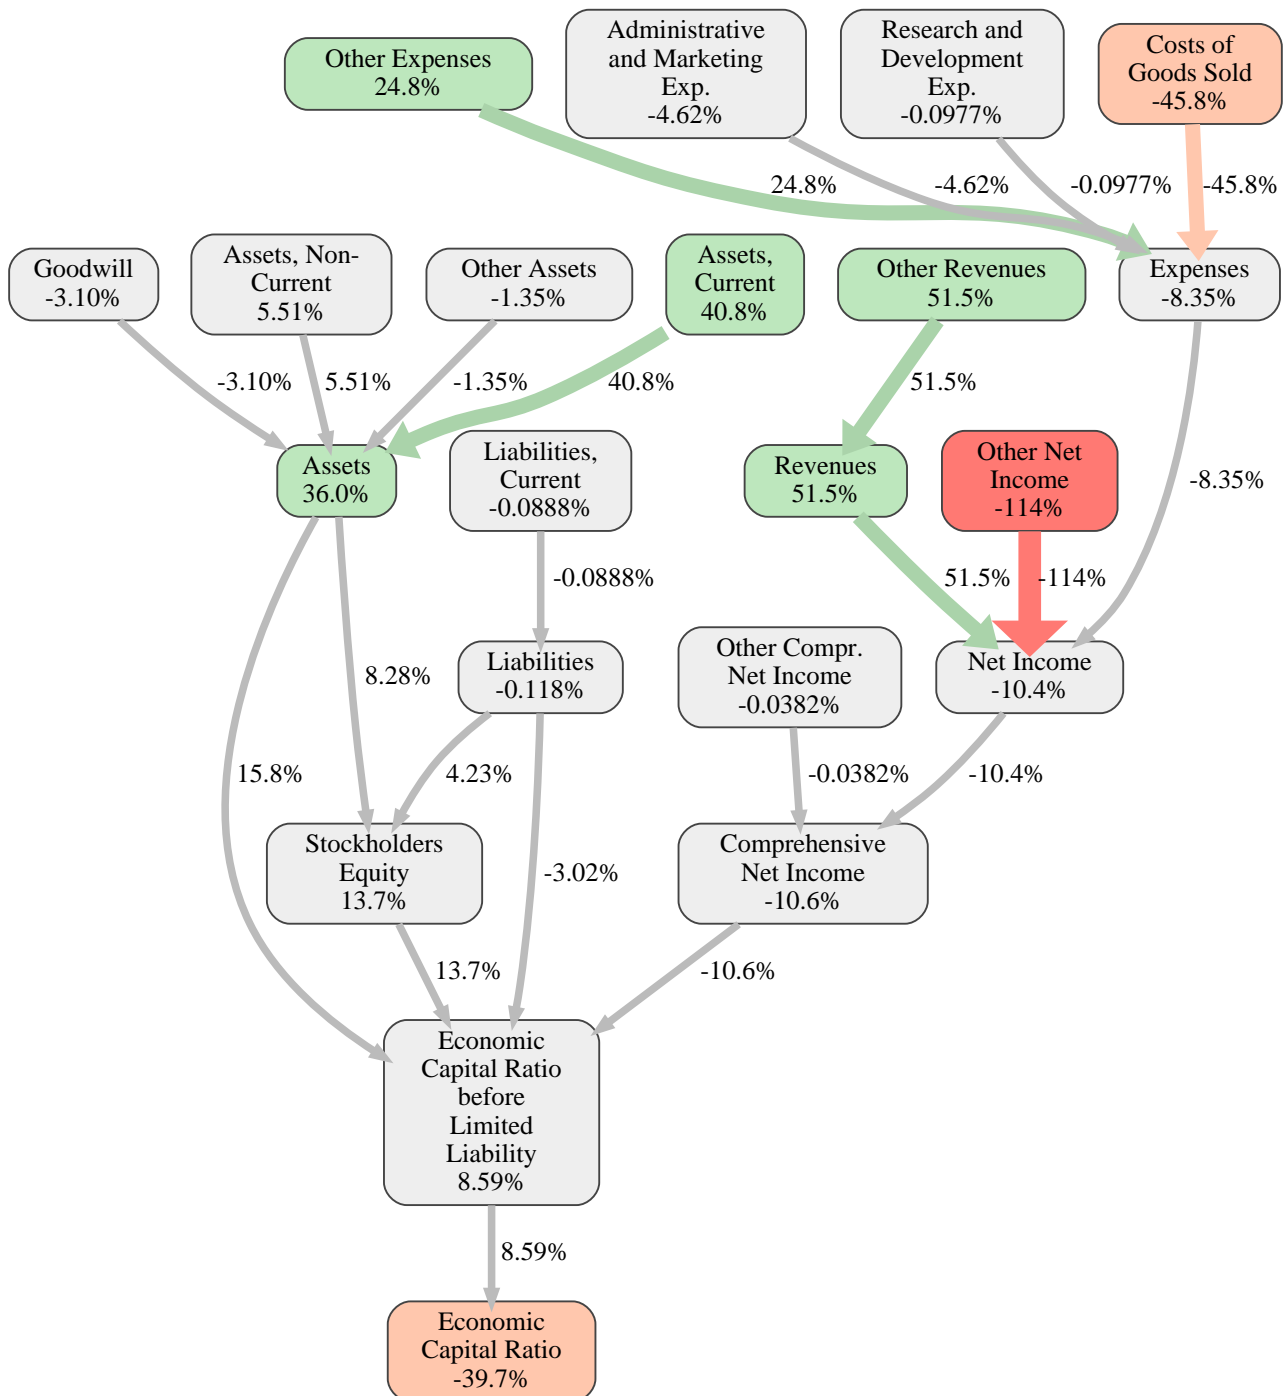 Other Expenses
24.8%
Administrative
and Marketing
Exp.
-4.62%
Research and
Development
Exp.
-0.0977%
Costs of
Goods Sold
-45.8%
24.8%
-4.62%
-0.0977%
-45.8%
Goodwill
-3.10%
Assets, Non-
Current
5.51%
Other Assets
-1.35%
Assets,
Current
40.8%
Other Revenues
51.5%
Expenses
-8.35%
-3.10%
5.51%
-1.35%
40.8%
51.5%
Assets
36.0%
Liabilities,
Current
-0.0888%
Revenues
51.5%
Other Net
Income
-114%
-8.35%
-0.0888%
51.5%
-114%
8.28%
Liabilities
-0.118%
Other Compr.
Net Income
-0.0382%
Net Income
-10.4%
15.8%
4.23%
-0.0382%
-10.4%
Stockholders
Equity
13.7%
-3.02%
Comprehensive
Net Income
-10.6%
13.7%
-10.6%
Economic
Capital Ratio
before
Limited
Liability
8.59%
8.59%
Economic
Capital Ratio
-39.7%